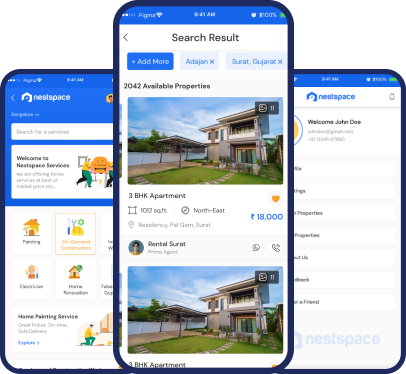 Figma
9:41 AM
$100%
nestspace
Bangalore
Search for a services
Welcome to
Nestspace Services
we are offering below
services at best of
market price etc..
Painting
On-Demand
Construction
Electrician
Home
Renovation
Home Painting Service
Great Prices. On-time,
Safe Delivery
Explore >
Figma
9:41 AM
$100%
Search Result
+ Add More
Adajan ×
Surat, Gujarat ×
2042 Available Properties
11
3 BHK Apartment
1012 sq.ft.
North-East
₹ 18,000
Residency, Pal Gam, Surat
Rental Surat
Prime Agent
11
3 BHK Apartment
9:41 AM
$100%
nestspace
Welcome John Doe
johndoe@gmail.com
+91 02345 67890
Properties
Properties
nestspace